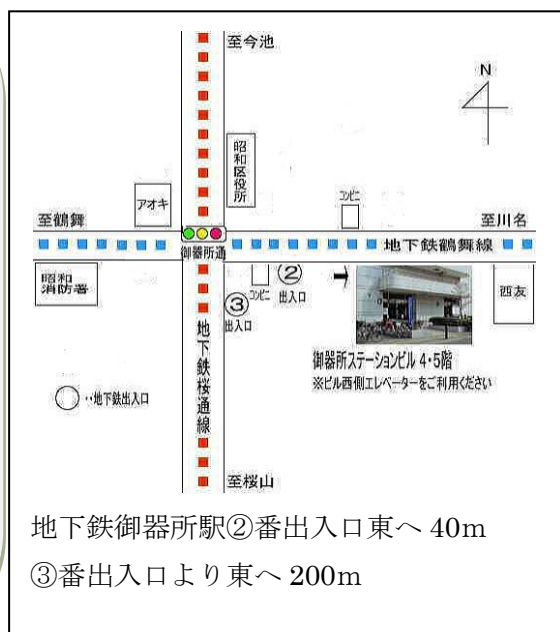 至今池
N
昭和
区役
所
アオキ
コンビニ
至鶴舞
至川名
御器所通
地下鉄鶴舞線
昭和
消防署
②
出入口
コンビニ
③
出入口
➡
西友
地下鉄桜通線
御器所ステーションビル 4・5階
※ビル西側エレベーターをご利用ください
‥地下鉄出入口
至桜山
地下鉄御器所駅②番出入口東へ 40m
③番出入口より東へ 200m